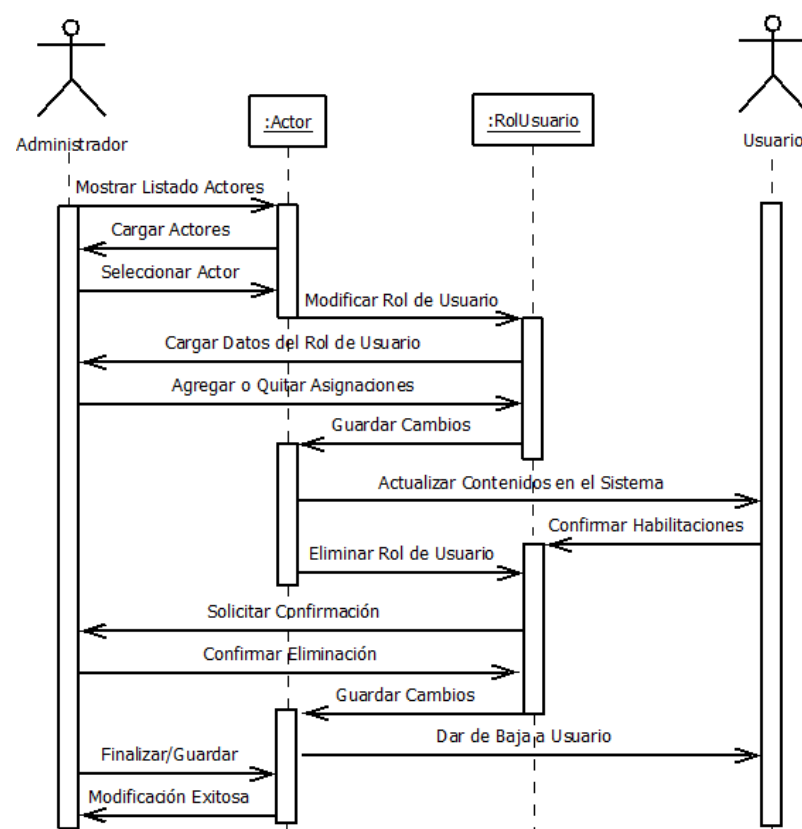 :Actor
:RolUsuario
Administrador
Usuario
Mostrar Listado Actores
Cargar Actores
Seleccionar Actor
Modificar Rol de Usuario
Cargar Datos del Rol de Usuario
Agregar o Quitar Asignaciones
Guardar Cambios
Actualizar Contenidos en el Sistema
Confirmar Habilitaciones
Eliminar Rol de Usuario
Solicitar Confirmación
Confirmar Eliminación
Guardar Cambios
Dar de Baja a Usuario
Finalizar/Guardar
Modificación Exitosa